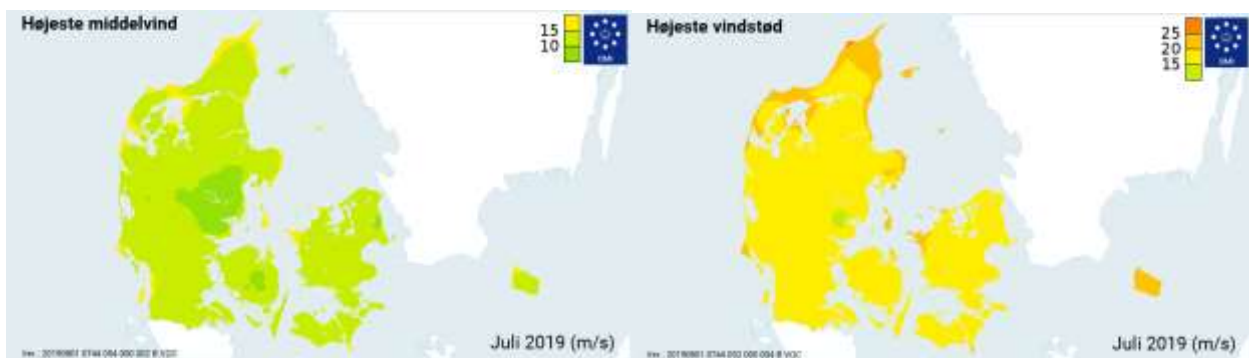 Højeste middelvind
15
10
DMI
Juli 2019 (m/s)
Højeste vindstød
25
20
15
DMI
Juli 2019 (m/s)